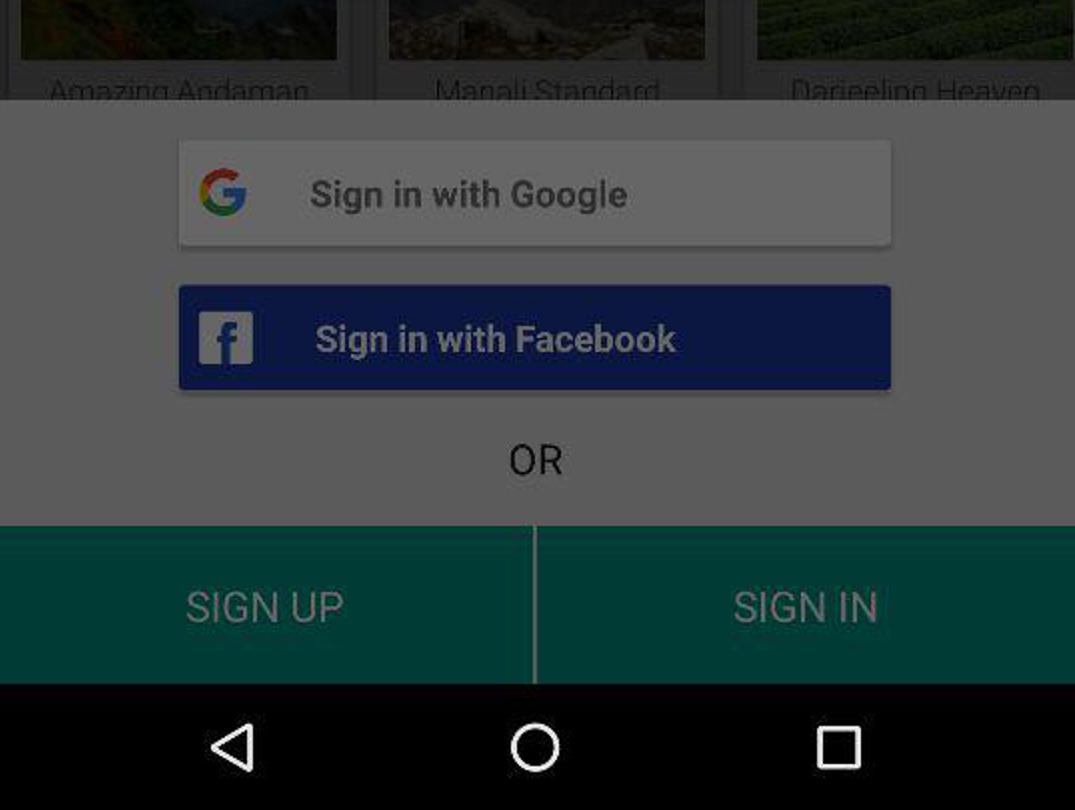 Amazing Andaman
Manali Standard
Darjeeling Heaven
Sign in with Google
Sign in with Facebook
OR
SIGN UP
SIGN IN